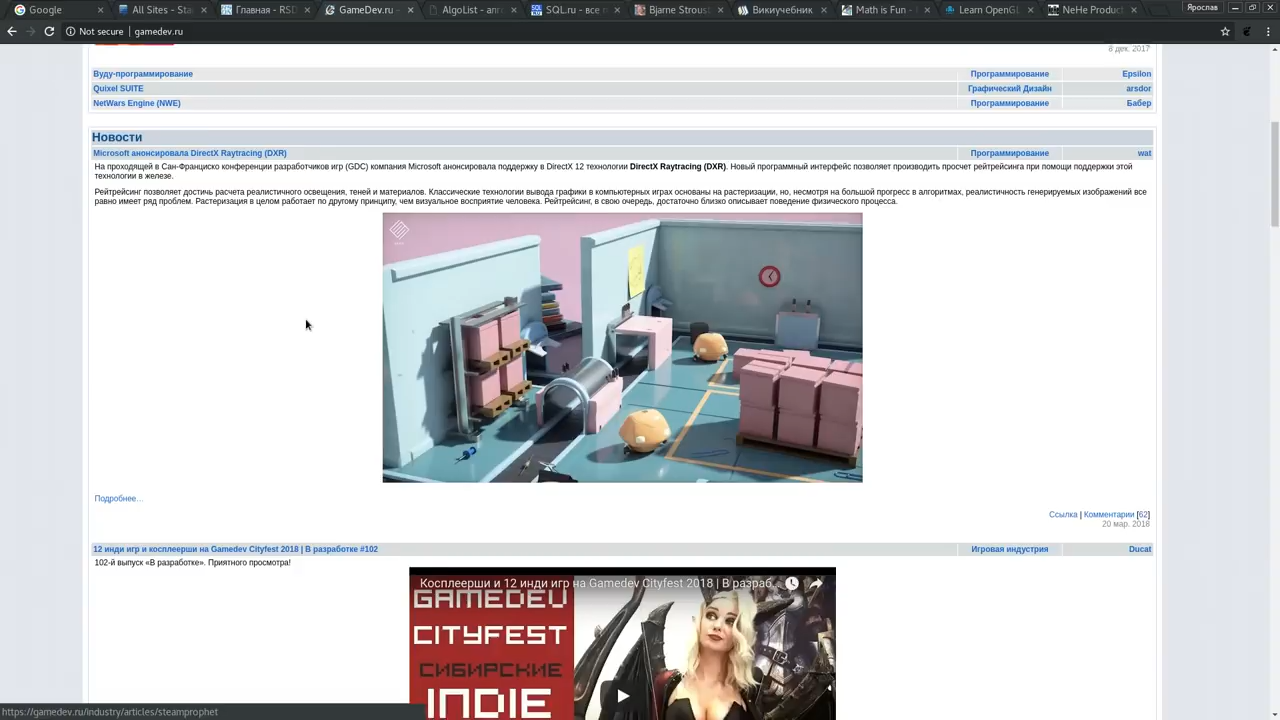 Google
All Sites - Stac
Главная - RSD
GameDev.ru -
AlgoList - алго
SQL.ru - все п
Bjarne Stroust
Викиучебник
Math is Fun -
Learn OpenGL
NeHe Product
Ярослав
Not secure | gamedev.ru
8 дек. 2017
Вуду-программирование Программирование Epsilon
Quixel SUITE Графический Дизайн arsdor
NetWars Engine (NWE) Программирование Бабер
Новости
Microsoft анонсировала DirectX Raytracing (DXR) Программирование wat
На проходящей в Сан-Франциско конференции разработчиков игр (GDC) компания Microsoft анонсировала поддержку в DirectX 12 технологии DirectX Raytracing (DXR). Новый программный интерфейс позволяет производить просчет рейтрейсинга при помощи поддержки этой
технологии в железе.
Рейтрейсинг позволяет достичь расчета реалистичного освещения, теней и материалов. Классические технологии вывода графики в компьютерных играх основаны на растеризации, но, несмотря на большой прогресс в алгоритмах, реалистичность генерируемых изображений все
равно имеет ряд проблем. Растеризация в целом работает по другому принципу, чем визуальное восприятие человека. Рейтрейсинг, в свою очередь, достаточно близко описывает поведение физического процесса.
Подробнее...
Ссылка | Комментарии [62]
20 мар. 2018
12 инди игр и косплеерши на Gamedev Cityfest 2018 | В разработке #102 Игровая индустрия Ducat
102-й выпуск «В разработке». Приятного просмотра!
Косплеерши и 12 инди игр на Gamedev Cityfest 2018 | В разраб...
GAMEDEV
CITYFEST
СИБИРСКИЕ
INDIE
https://gamedev.ru/industry/articles/steamprophet